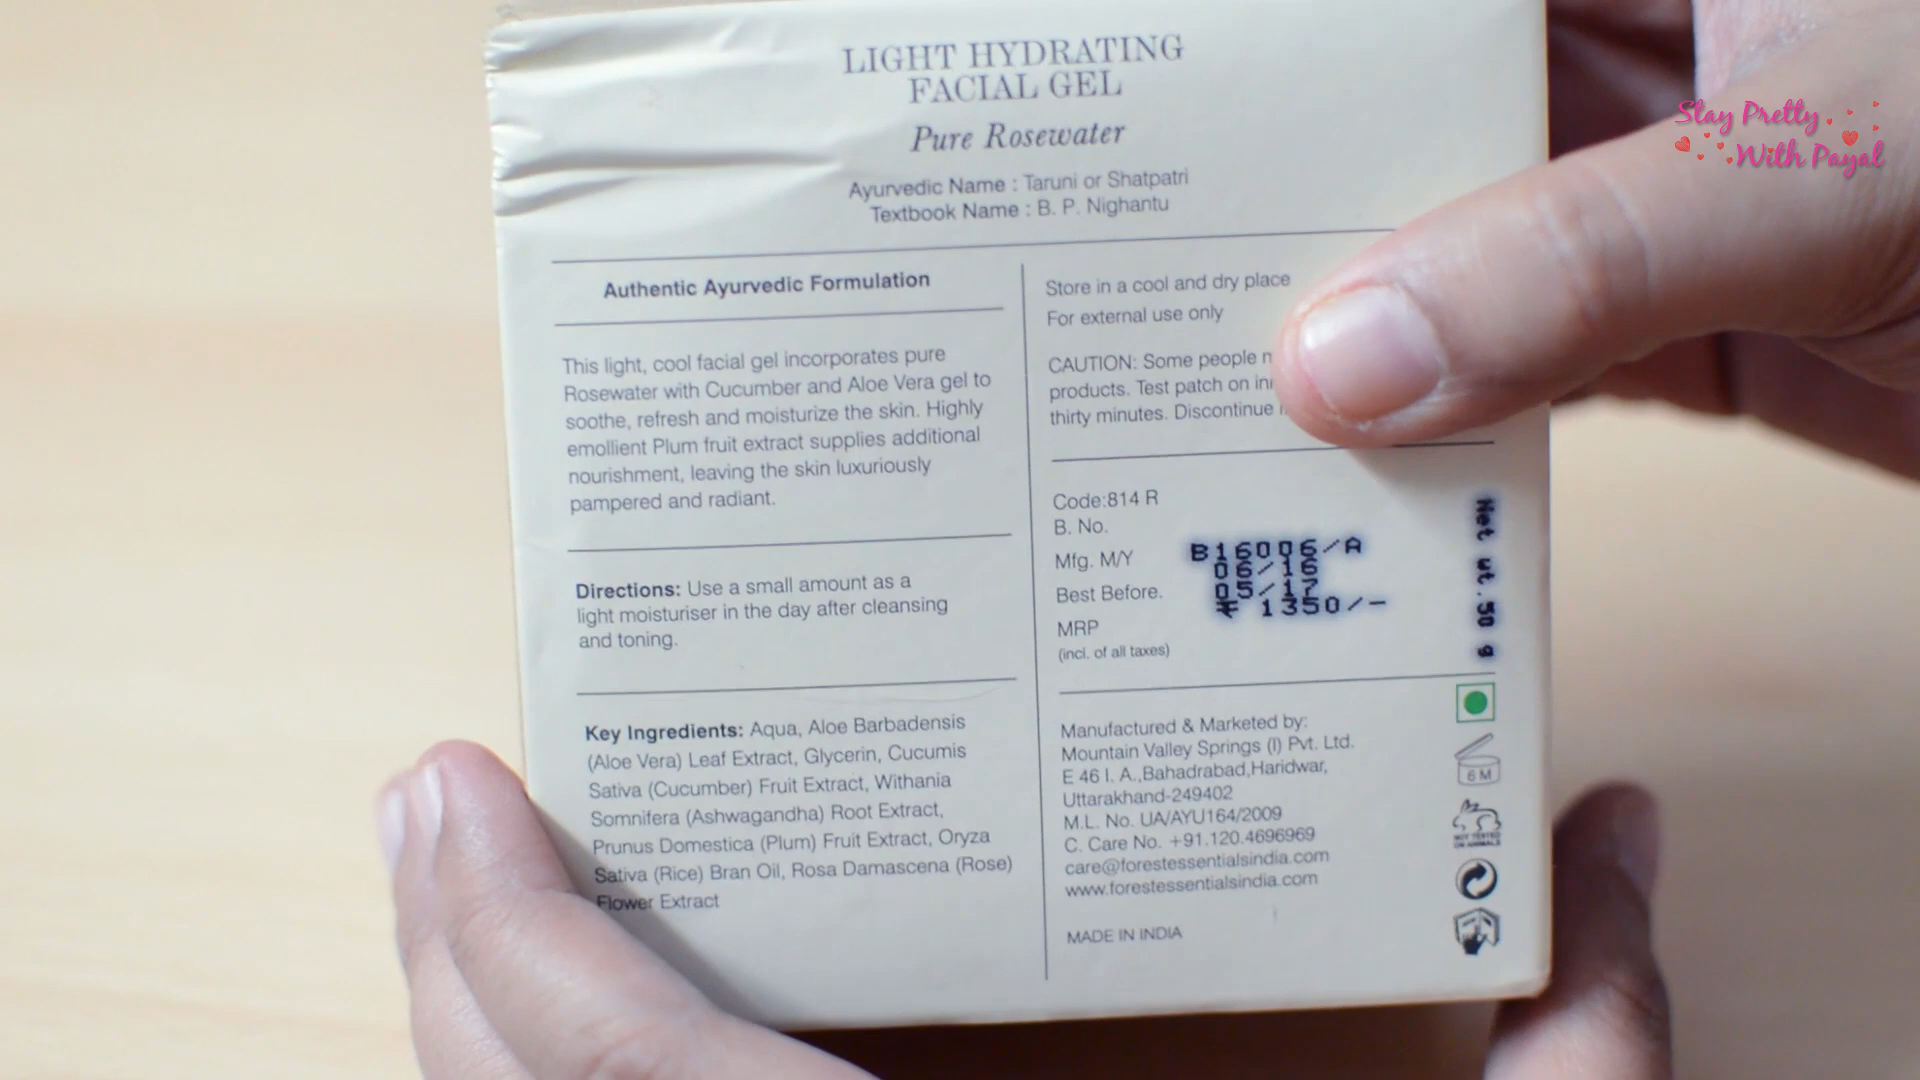 LIGHT HYDRATING
FACIAL GEL
Pure Rosewater
Ayurvedic Name : Taruni or Shatpatri
Textbook Name : B. P. Nighantu
Authentic Ayurvedic Formulation
This light, cool facial gel incorporates pure
Rosewater with Cucumber and Aloe Vera gel to
soothe, refresh and moisturize the skin. Highly
emollient Plum fruit extract supplies additional
nourishment, leaving the skin luxuriously
pampered and radiant.
Directions: Use a small amount as a
light moisturiser in the day after cleansing
and toning.
Key Ingredients: Aqua, Aloe Barbadensis
(Aloe Vera) Leaf Extract, Glycerin, Cucumis
Sativa (Cucumber) Fruit Extract, Withania
Somnifera (Ashwagandha) Root Extract,
Prunus Domestica (Plum) Fruit Extract, Oryza
Sativa (Rice) Bran Oil, Rosa Damascena (Rose)
Flower Extract
Store in a cool and dry place
For external use only
CAUTION: Some people
products. Test patch on
thirty minutes. Discontinue
Code:814 R
B. No.
Mfg. M/Y
Best Before.
MRP
(incl. of all taxes)
B16006/A
06/16
05/17
₹ 1350/-
Net wt.50 g
Manufactured & Marketed by:
Mountain Valley Springs (I) Pvt. Ltd.
E 46 I. A.,Bahadrabad,Haridwar,
Uttarakhand-249402
M.L. No. UA/AYU164/2009
C. Care No. +91.120.4696969
care@forestessentialsindia.com
www.forestessentialsindia.com
MADE IN INDIA
6 M
NOT TESTED
ON ANIMALS
Stay Pretty
With Payal